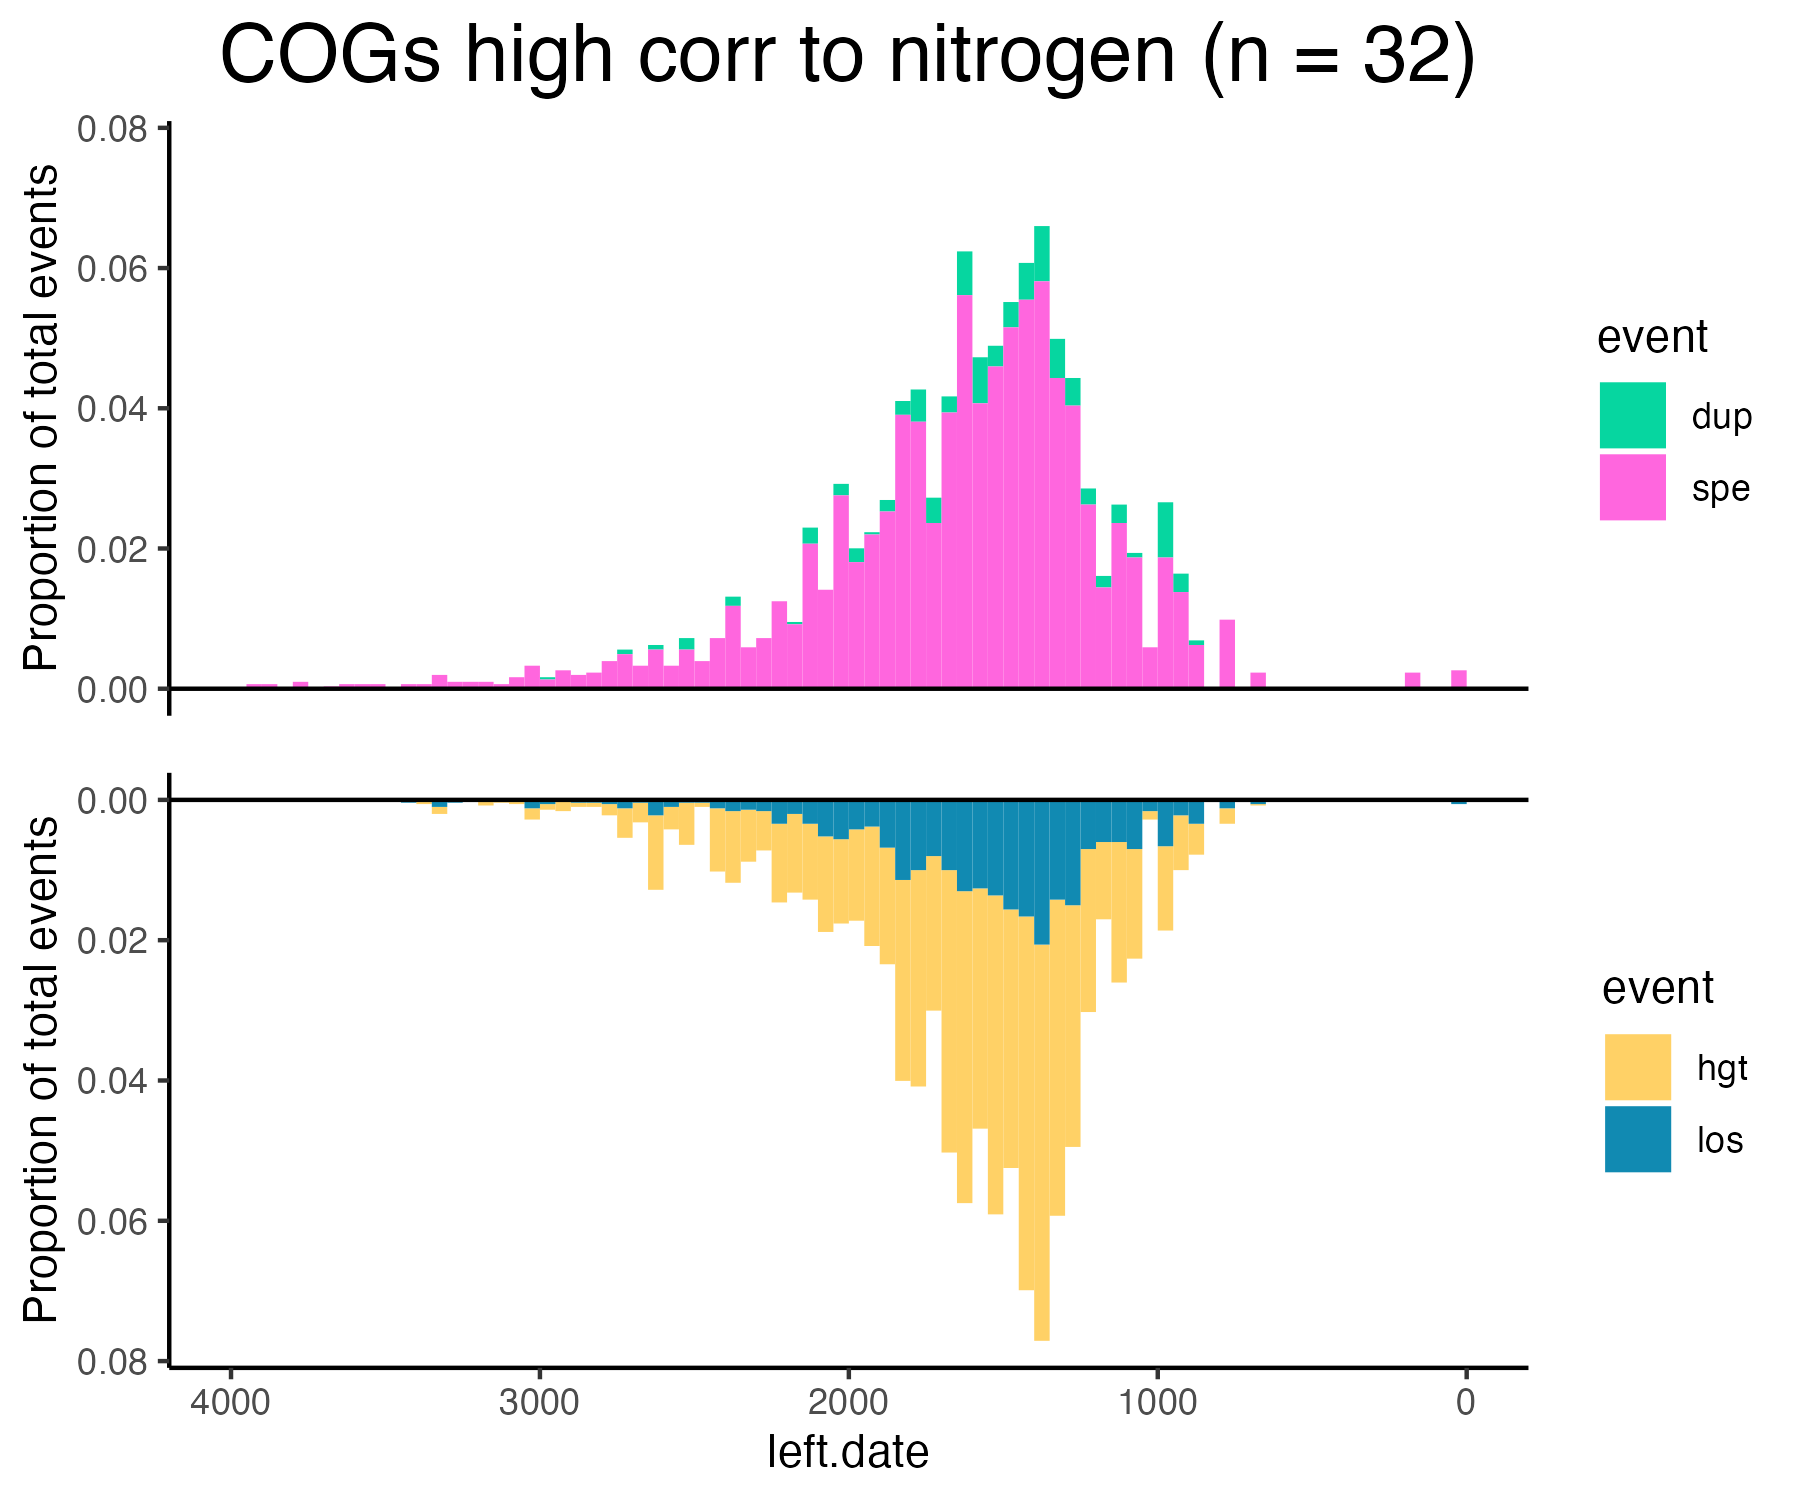 COGs high corr to nitrogen (n = 32)
Proportion of total events
0.08
0.06
0.04
0.02
0.00
event
dup
spe
Proportion of total events
0.00
0.02
0.04
0.06
0.08
event
hgt
los
4000 3000 2000 1000 0
left.date